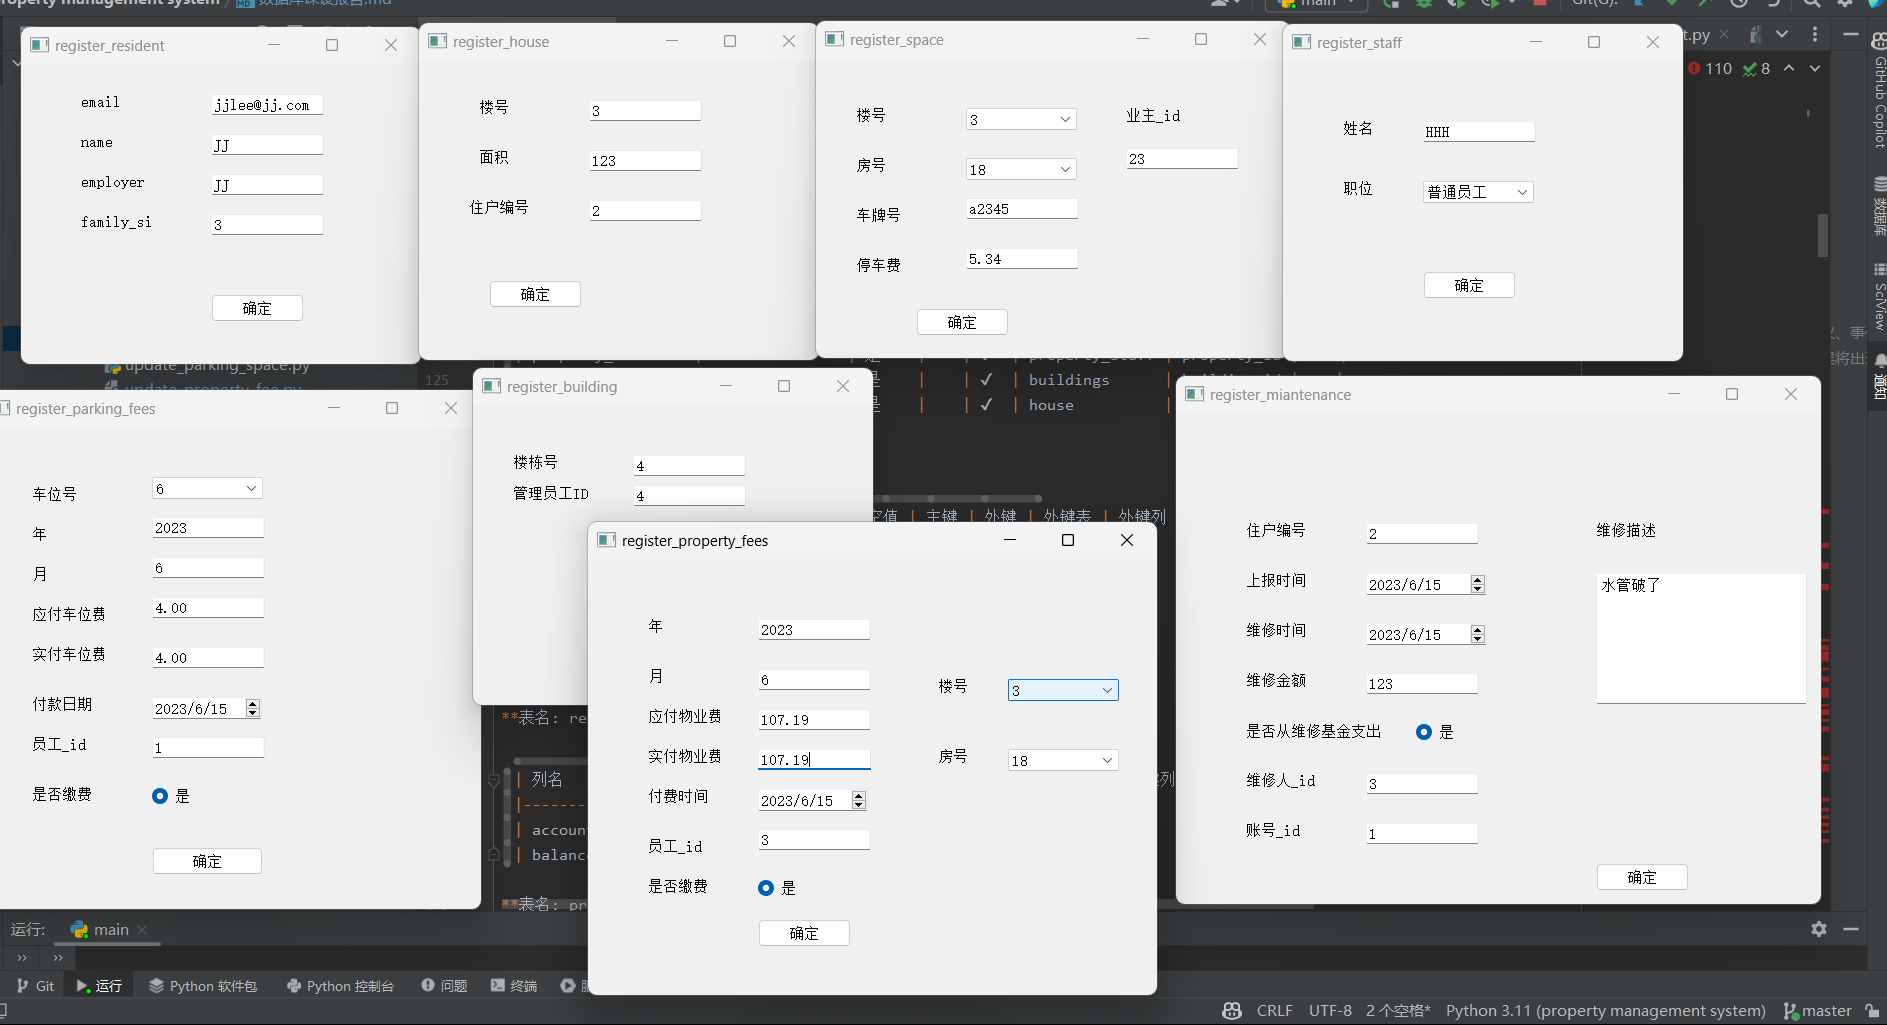 property management system
数据库课设报告.md
main
Git(G):
t.py
110
8
register_resident
email
jjlee@jj.com
name
JJ
employer
JJ
family_si
3
确定
register_house
楼号
3
面积
123
住户编号
2
确定
register_space
楼号
3
业主_id
房号
18
23
车牌号
a2345
停车费
5.34
确定
register_staff
姓名
HHH
职位
普通员工
确定
GitHub Copilot
数据库
SciView
通知
update_parking_space.py
update_property_fee.py
125
buildings
house
register_parking_fees
车位号
6
年
2023
月
6
应付车位费
4.00
实付车位费
4.00
付款日期
2023/6/15
员工_id
1
是否缴费
是
确定
register_building
楼栋号
4
管理员工ID
4
空值 | 主键 | 外键 | 外键表 | 外键列
register_property_fees
年
2023
月
6
楼号
3
应付物业费
107.19
实付物业费
107.19
房号
18
付费时间
2023/6/15
员工_id
3
是否缴费
是
确定
register_miantenance
住户编号
2
维修描述
上报时间
2023/6/15
水管破了
维修时间
2023/6/15
维修金额
123
是否从维修基金支出
是
维修人_id
3
账号_id
1
确定
**表名: re
| 列名
|-------
| accoun
| balanc
**表名: pr
运行:
main
Git
运行
Python 软件包
Python 控制台
问题
终端
CRLF
UTF-8
2 个空格*
Python 3.11 (property management system)
master